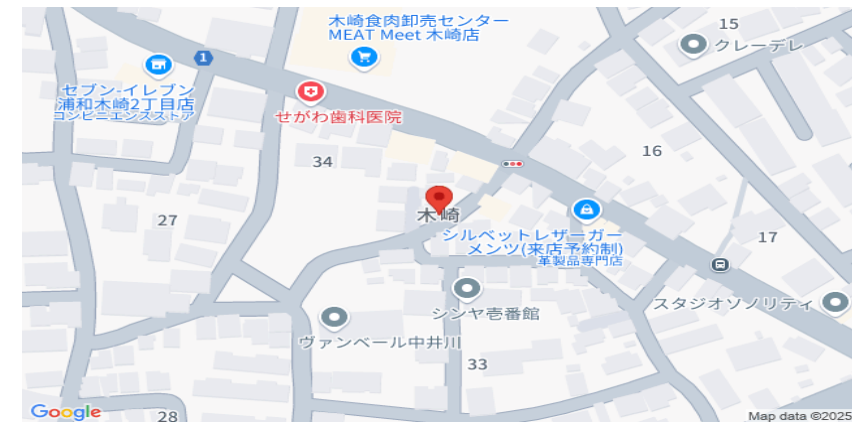 木崎食肉卸売センター
MEAT Meet 木崎店
15
クレーデレ
1
セブン-イレブン
浦和木崎2丁目店
コンビニエンスストア
せがわ歯科医院
34
16
27
木崎
シルベットレザーガー
メンツ(来店予約制)
革製品専門店
17
シンヤ壱番館
スタジオソノリティ
ヴァンベール中井川
33
28
Google
Map data ©2025